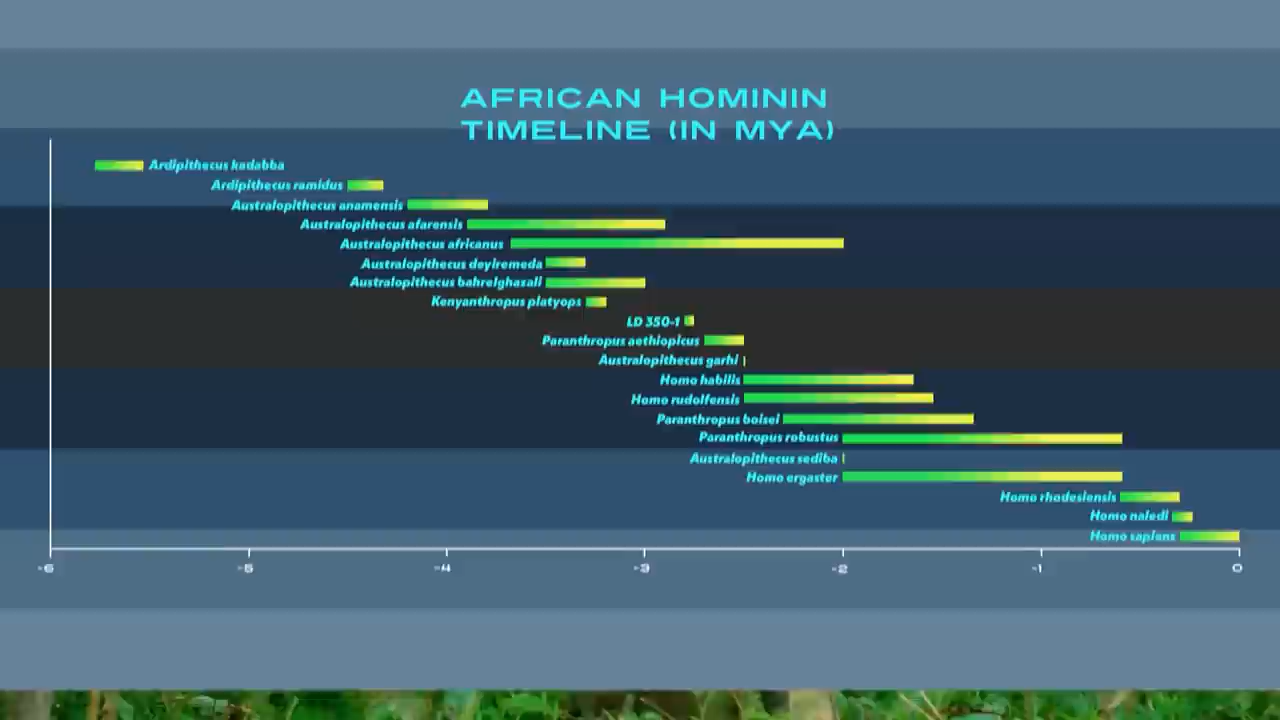 AFRICAN HOMININ
TIMELINE (IN MYA)
Ardipithecus kadabba
Ardipithecus ramidus
Australopithecus anamensis
Australopithecus afarensis
Australopithecus africanus
Australopithecus deyiremeda
Australopithecus bahrelghazali
Kenyanthropus platyops
LD 350-1
Paranthropus aethiopicus
Australopithecus garhi
Homo habilis
Homo rudolfensis
Paranthropus boisei
Paranthropus robustus
Australopithecus sediba
Homo ergaster
Homo rhodesiensis
Homo naledi
Homo sapiens
-6 -5 -4 -3 -2 -1 0